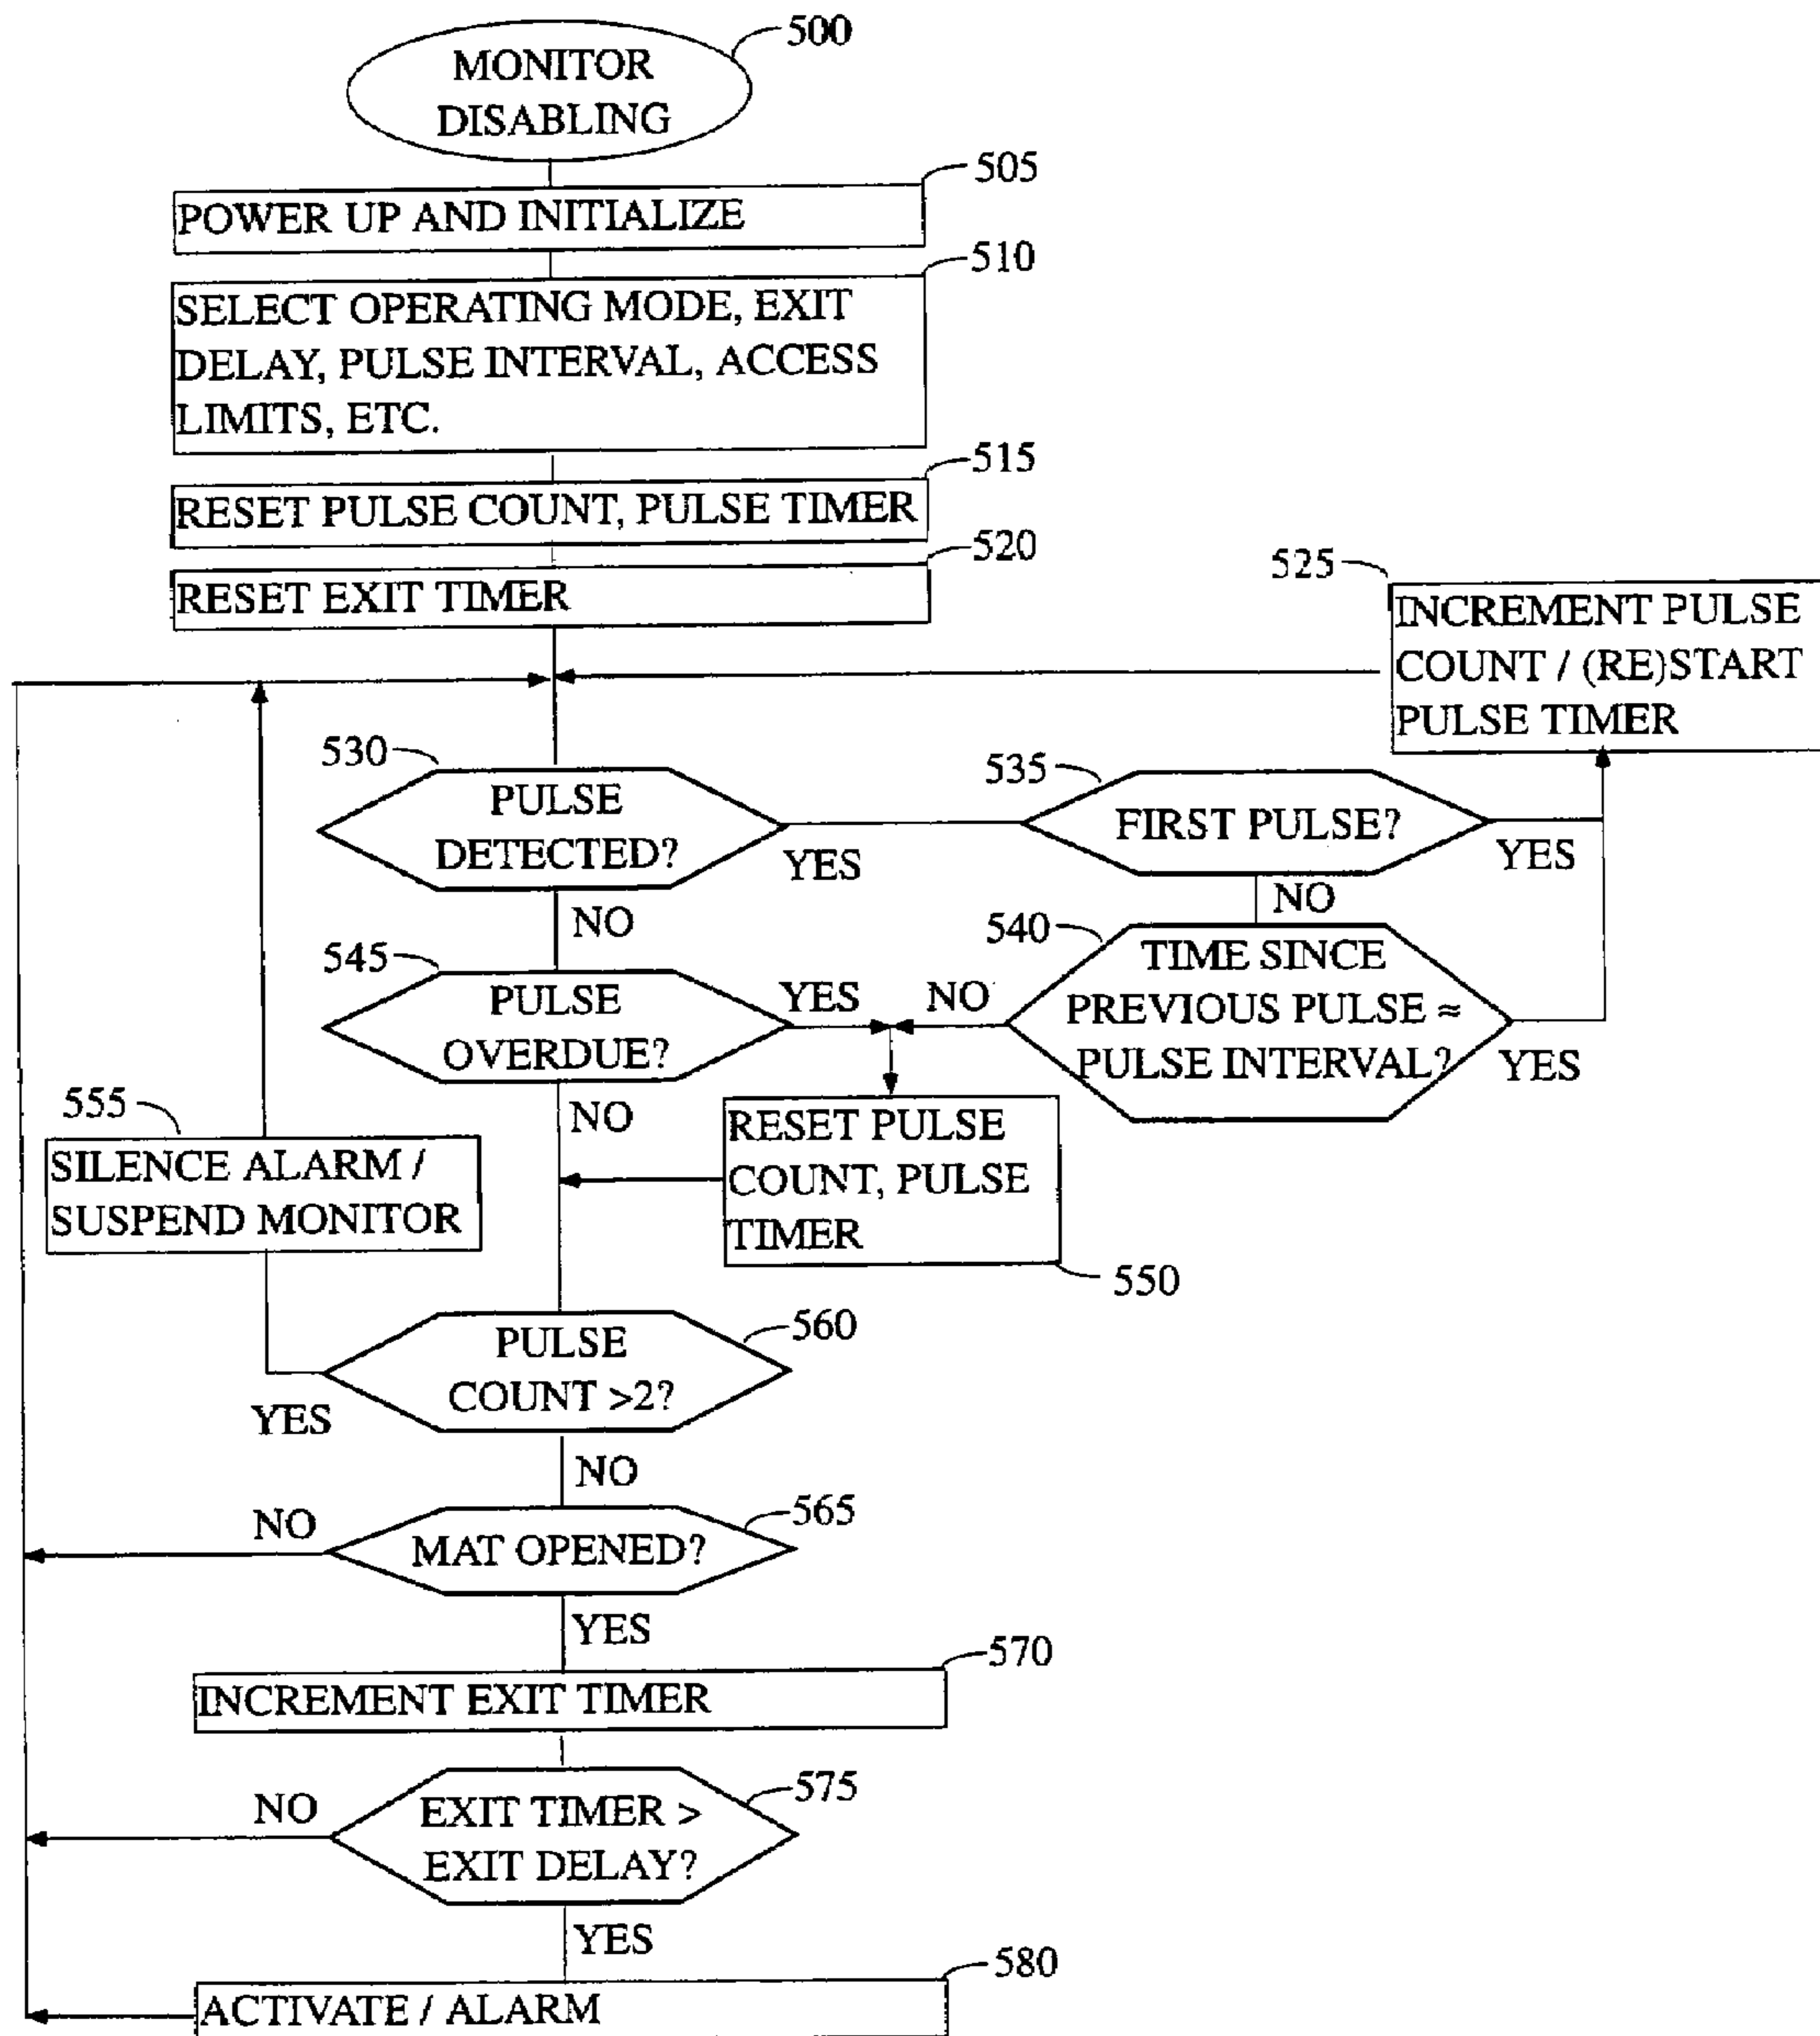 500
MONITOR
DISABLING
505
POWER UP AND INITIALIZE
510
SELECT OPERATING MODE, EXIT
DELAY, PULSE INTERVAL, ACCESS
LIMITS, ETC.
515
RESET PULSE COUNT, PULSE TIMER
520
RESET EXIT TIMER
525
INCREMENT PULSE
COUNT / (RE)START
PULSE TIMER
530
PULSE
DETECTED?
YES
NO
535
FIRST PULSE?
YES
NO
540
TIME SINCE
PREVIOUS PULSE ≈
PULSE INTERVAL?
NO
YES
545
PULSE
OVERDUE?
YES
NO
550
RESET PULSE
COUNT, PULSE
TIMER
555
SILENCE ALARM /
SUSPEND MONITOR
560
PULSE
COUNT >2?
YES
NO
565
MAT OPENED?
NO
YES
570
INCREMENT EXIT TIMER
575
EXIT TIMER >
EXIT DELAY?
NO
YES
580
ACTIVATE / ALARM